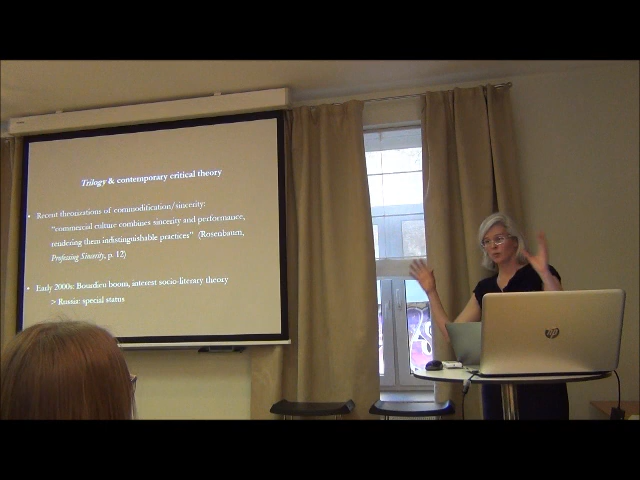 Trilogy & contemporary critical theory
• Recent theorizations of commodification/sincerity:
"commercial culture combines sincerity and performance,
rendering them indistinguishable practices" (Rosenbaum,
Professing Sincerity, p. 12)
• Early 2000s: Bourdieu boom, interest socio-literary theory
> Russia: special status
hp